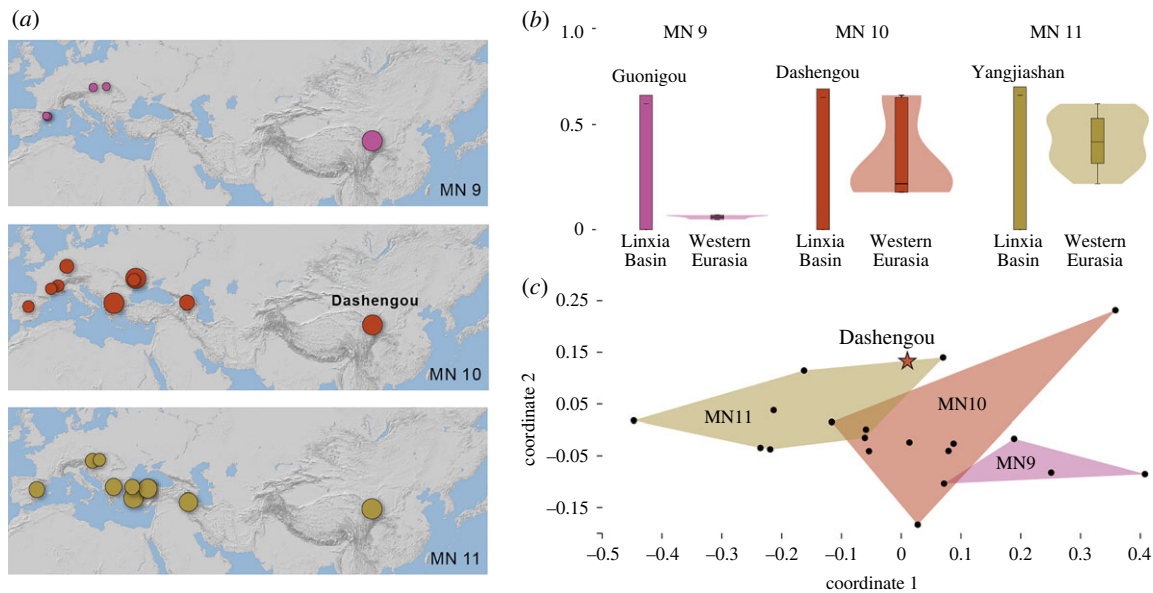 (a)
MN 9
Dashengou
MN 10
MN 11
(b)
1.0
0.5
0
MN 9
MN 10
MN 11
Guonigou
Dashengou
Yangjiashan
Linxia
Basin
Western
Eurasia
Linxia
Basin
Western
Eurasia
Linxia
Basin
Western
Eurasia
(c)
0.25
0.15
0.05
−0.05
−0.15
coordinate 2
Dashengou
MN11
MN10
MN9
−0.5 −0.4 −0.3 −0.2 −0.1 0 0.1 0.2 0.3 0.4
coordinate 1